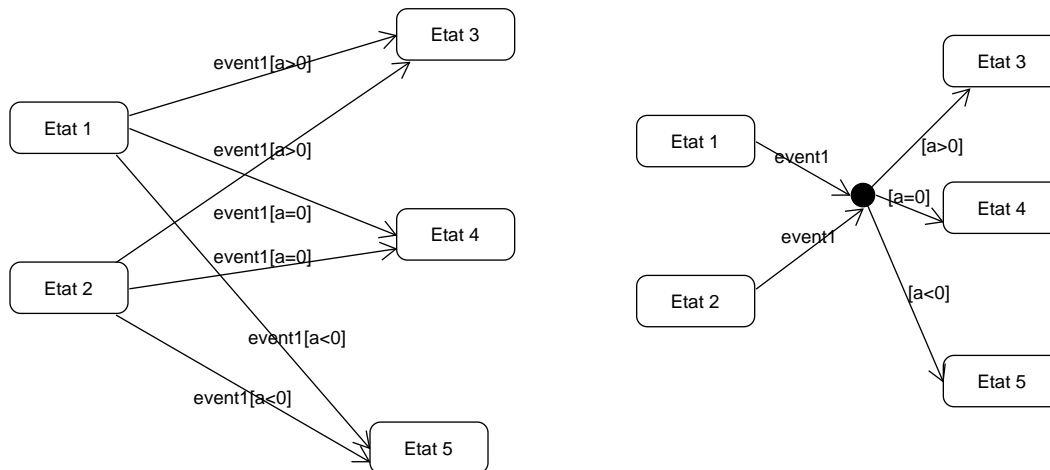 Etat 3
event1[a>0]
Etat 1
event1[a>0]
event1[a=0]
Etat 4
event1[a=0]
Etat 2
event1[a<0]
event1[a<0]
Etat 5
Etat 3
Etat 1
[a>0]
event1
[a=0]
Etat 4
event1
Etat 2
[a<0]
Etat 5